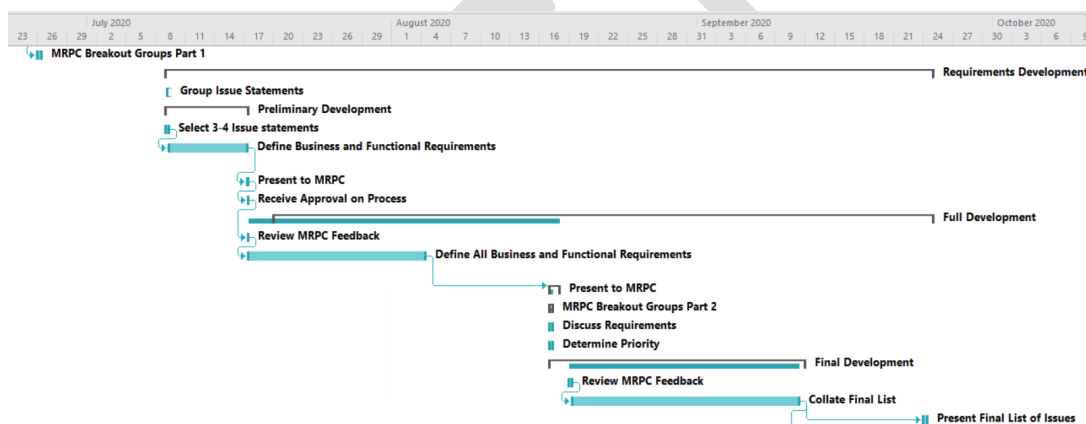 July 2020 August 2020 September 2020 October 2020
23 26 29 2 5 8 11 14 17 20 23 26 29 1 4 7 10 13 16 19 22 25 28 31 3 6 9 12 15 18 21 24 27 30 3 6 9
MRPC Breakout Groups Part 1
Requirements Development
Group Issue Statements
Preliminary Development
Select 3-4 Issue statements
Define Business and Functional Requirements
Present to MRPC
Receive Approval on Process
Full Development
Review MRPC Feedback
Define All Business and Functional Requirements
Present to MRPC
MRPC Breakout Groups Part 2
Discuss Requirements
Determine Priority
Final Development
Review MRPC Feedback
Collate Final List
Present Final List of Issues